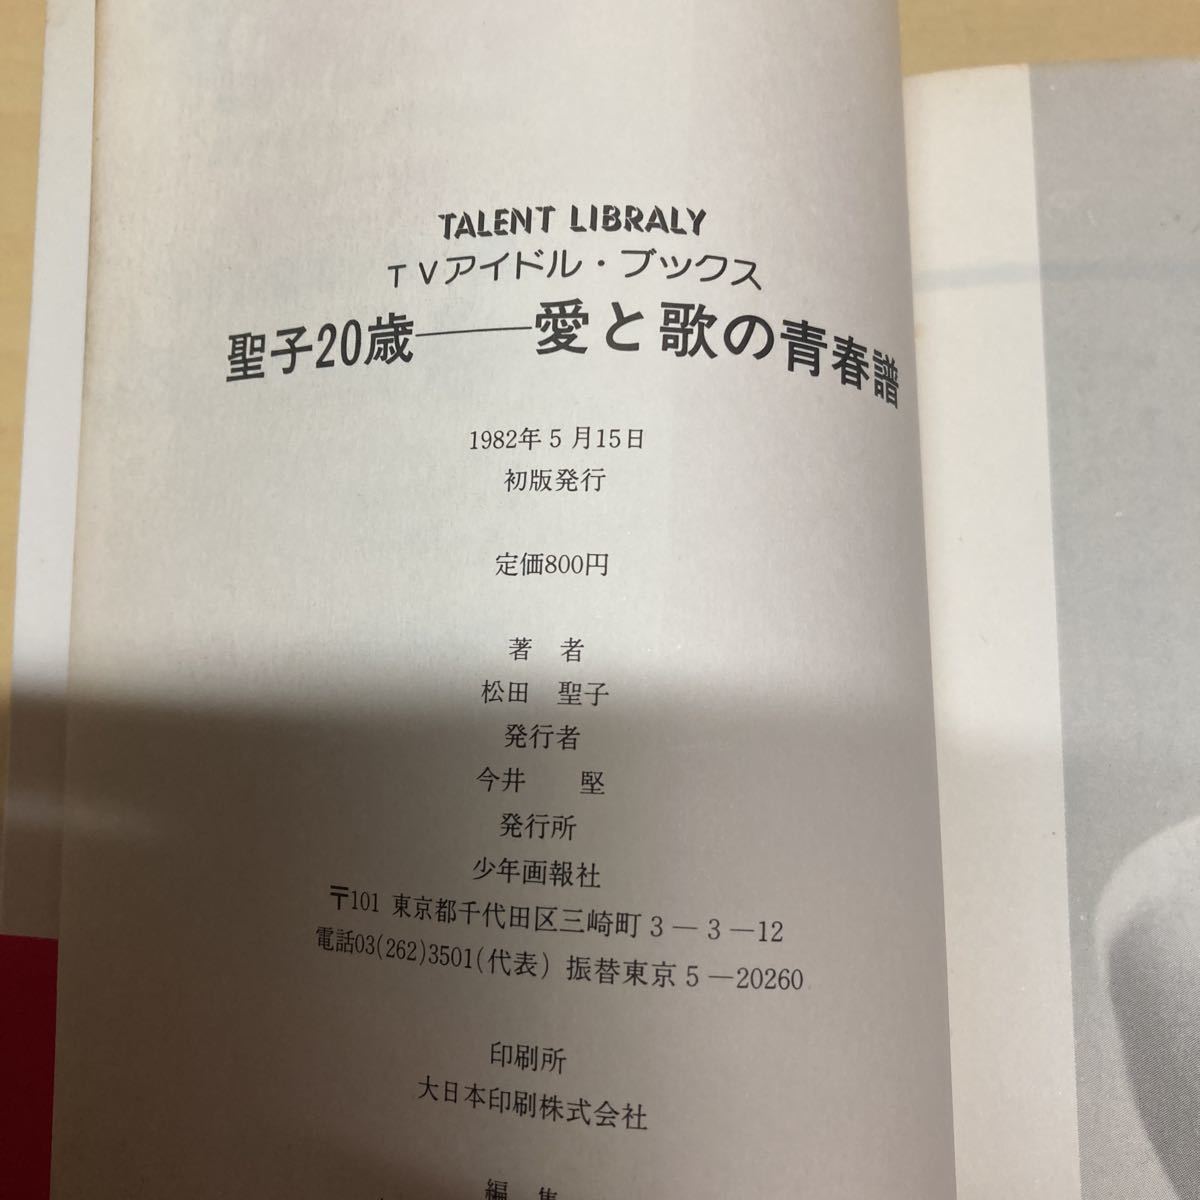 TALENT LIBRALY
TVアイドル・ブックス
聖子20歳――愛と歌の青春譜
1982年5月15日
初版発行
定価800円
著 者
松田 聖子
発行者
今井 堅
発行所
少年画報社
〒101 東京都千代田区三崎町3－3－12
電話03(262)3501(代表) 振替東京5－20260
印刷所
大日本印刷株式会社
編 集